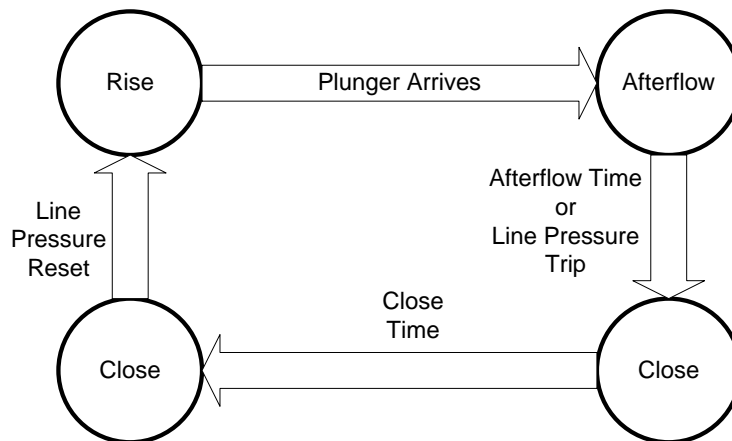 Rise
Plunger Arrives
Afterflow
Line
Pressure
Reset
Afterflow Time
or
Line Pressure
Trip
Close
Time
Close
Close